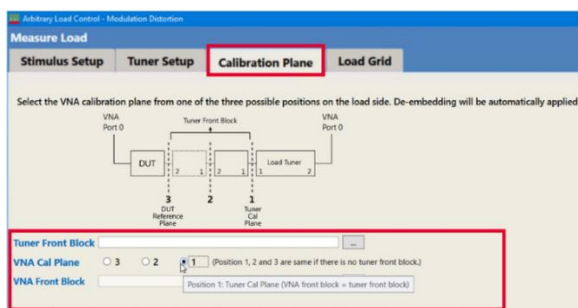 Arbitrary Load Control - Modulation Distortion
Measure Load
Stimulus Setup Tuner Setup Calibration Plane Load Grid
Select the VNA calibration plane from one of the three possible positions on the load side. De-embedding will be automatically applied
VNA Port 0
Tuner Front Block
VNA Port 0
DUT 2 1 2 1 1 Load Tuner 2
3 2 1
DUT Reference Plane
Tuner Cal Plane
Tuner Front Block ...
VNA Cal Plane 3 2 1 (Position 1, 2 and 3 are same if there is no tuner front block.)
VNA Front Block
Position 1: Tuner Cal Plane (VNA front block = tuner front block)